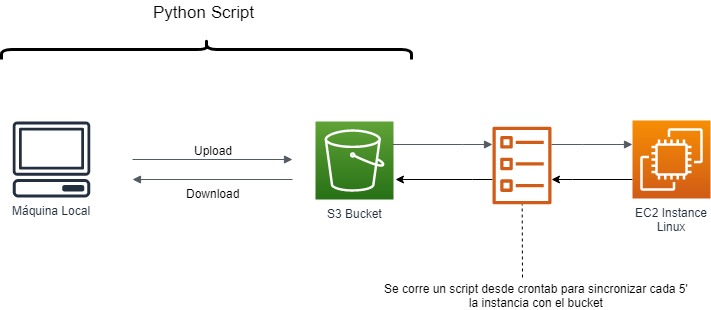 Python Script
Upload
Download
Máquina Local
S3 Bucket
EC2 Instance
Linux
Se corre un script desde crontab para sincronizar cada 5'
la instancia con el bucket